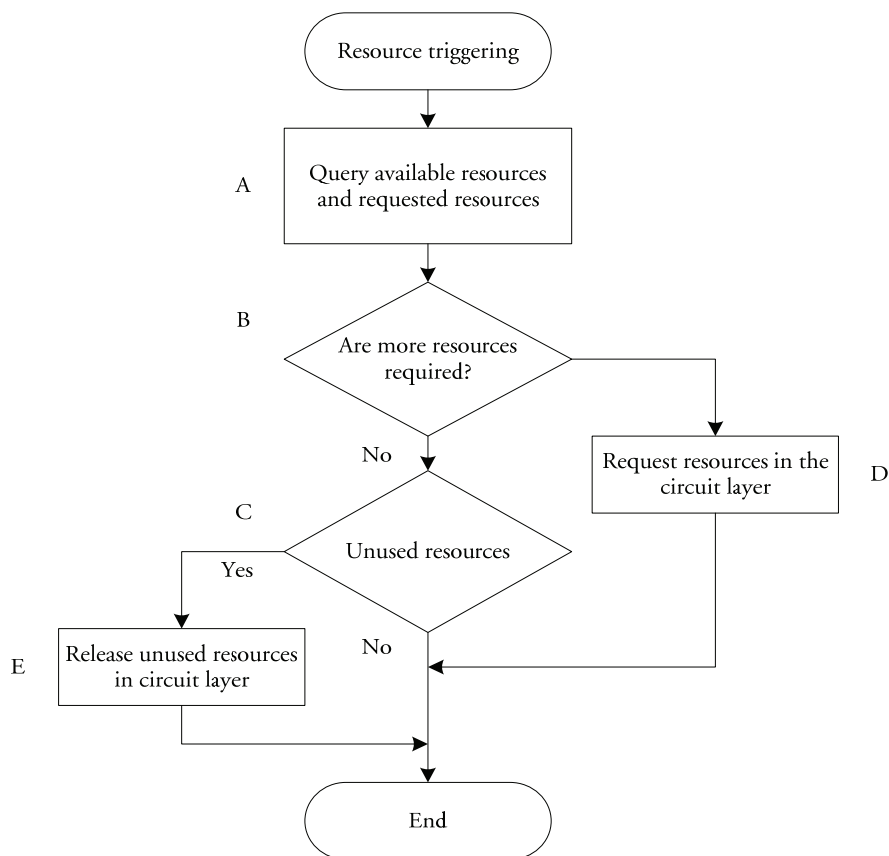 Resource triggering
A
Query available resources
and requested resources
B
Are more resources
required?
No
Request resources in the
circuit layer
D
C
Unused resources
Yes
No
E
Release unused resources
in circuit layer
End